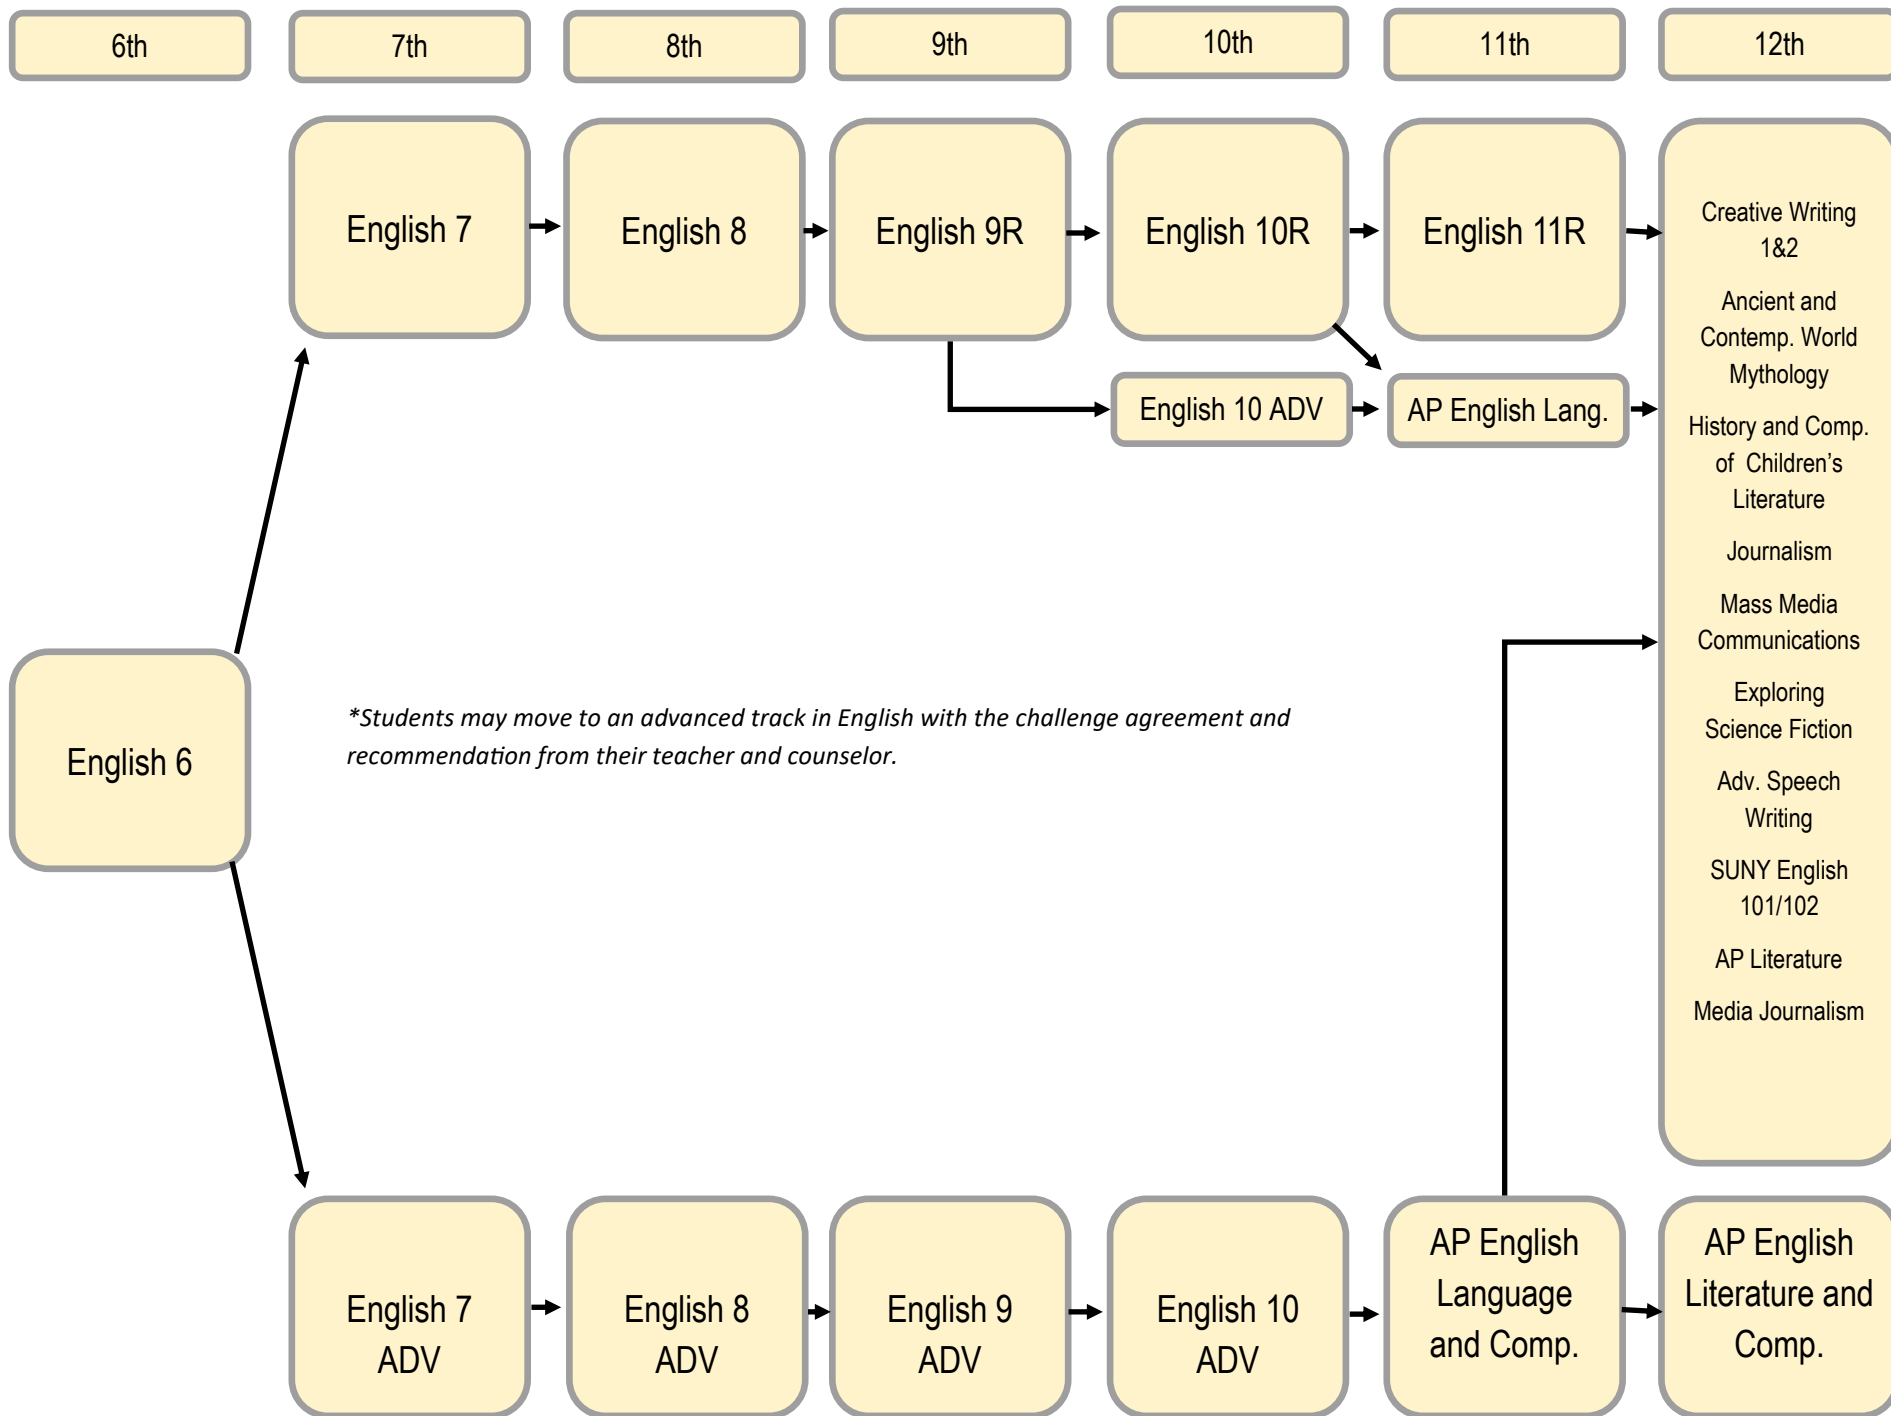 6th
7th
8th
9th
10th
11th
12th
English 7
English 8
English 9R
English 10R
English 11R
English 10 ADV
AP English Lang.
Creative Writing
1&2
Ancient and
Contemp. World
Mythology
History and Comp.
of Children’s
Literature
Journalism
Mass Media
Communications
Exploring
Science Fiction
Adv. Speech
Writing
SUNY English
101/102
AP Literature
Media Journalism
English 6
*Students may move to an advanced track in English with the challenge agreement and
recommendation from their teacher and counselor.
English 7
ADV
English 8
ADV
English 9
ADV
English 10
ADV
AP English
Language
and Comp.
AP English
Literature and
Comp.